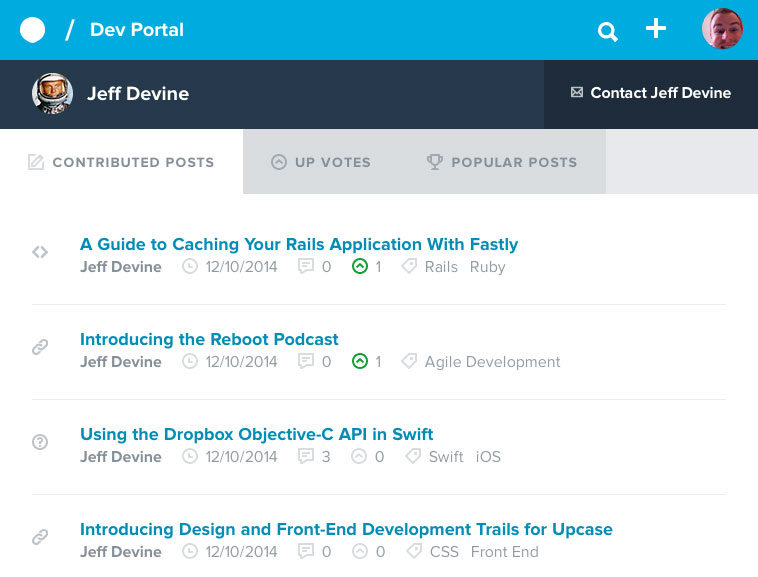 / Dev Portal
Jeff Devine
Contact Jeff Devine
CONTRIBUTED POSTS
UP VOTES
POPULAR POSTS
A Guide to Caching Your Rails Application With Fastly
Jeff Devine 12/10/2014 0 1 Rails Ruby
Introducing the Reboot Podcast
Jeff Devine 12/10/2014 0 1 Agile Development
Using the Dropbox Objective-C API in Swift
Jeff Devine 12/10/2014 3 0 Swift iOS
Introducing Design and Front-End Development Trails for Upcase
Jeff Devine 12/10/2014 0 0 CSS Front End